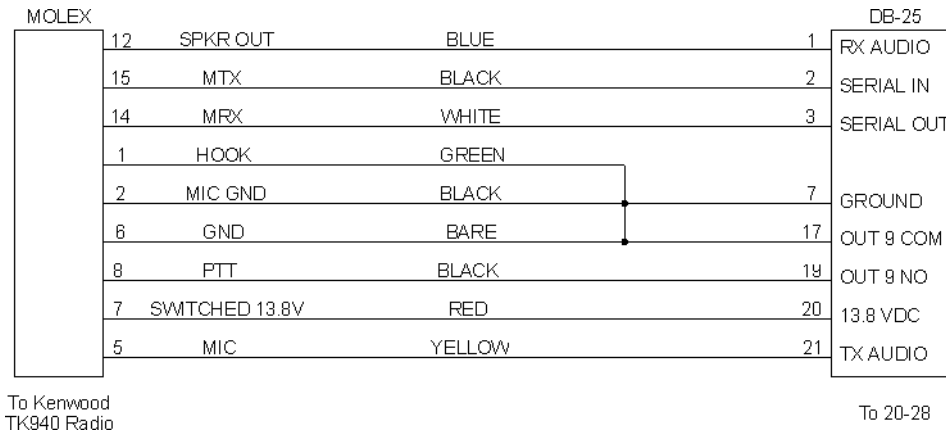 MOLEX DB-25
12 SPKR OUT BLUE 1 RX AUDIO
15 MTX BLACK 2 SERIAL IN
14 MRX WHITE 3 SERIAL OUT
1 HOOK GREEN
2 MIC GND BLACK 7 GROUND
6 GND BARE 17 OUT 9 COM
8 PTT BLACK 19 OUT 9 NO
7 SWITCHED 13.8V RED 20 13.8 VDC
5 MIC YELLOW 21 TX AUDIO
To Kenwood
TK940 Radio
To 20-28